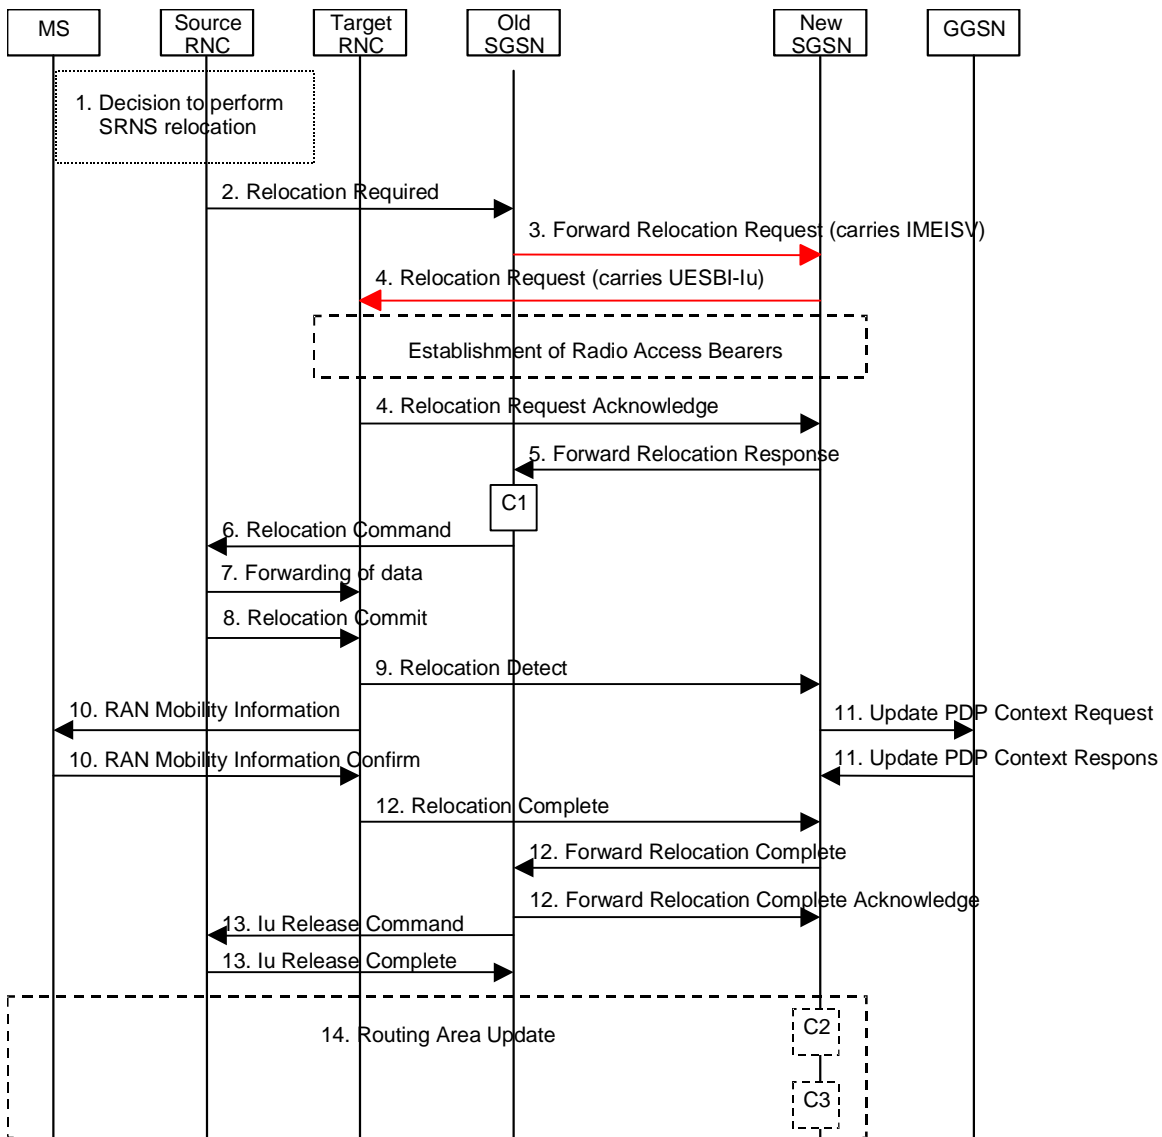 MS
Source
RNC
Target
RNC
Old
SGSN
New
SGSN
GGSN
1. Decision to perform
SRNS relocation
2. Relocation Required
3. Forward Relocation Request (carries IMEISV)
4. Relocation Request (carries UESBI-Iu)
Establishment of Radio Access Bearers
4. Relocation Request Acknowledge
5. Forward Relocation Response
C1
6. Relocation Command
7. Forwarding of data
8. Relocation Commit
9. Relocation Detect
10. RAN Mobility Information
11. Update PDP Context Request
10. RAN Mobility Information Confirm
11. Update PDP Context Respons
12. Relocation Complete
12. Forward Relocation Complete
12. Forward Relocation Complete Acknowledge
13. Iu Release Command
13. Iu Release Complete
14. Routing Area Update
C2
C3